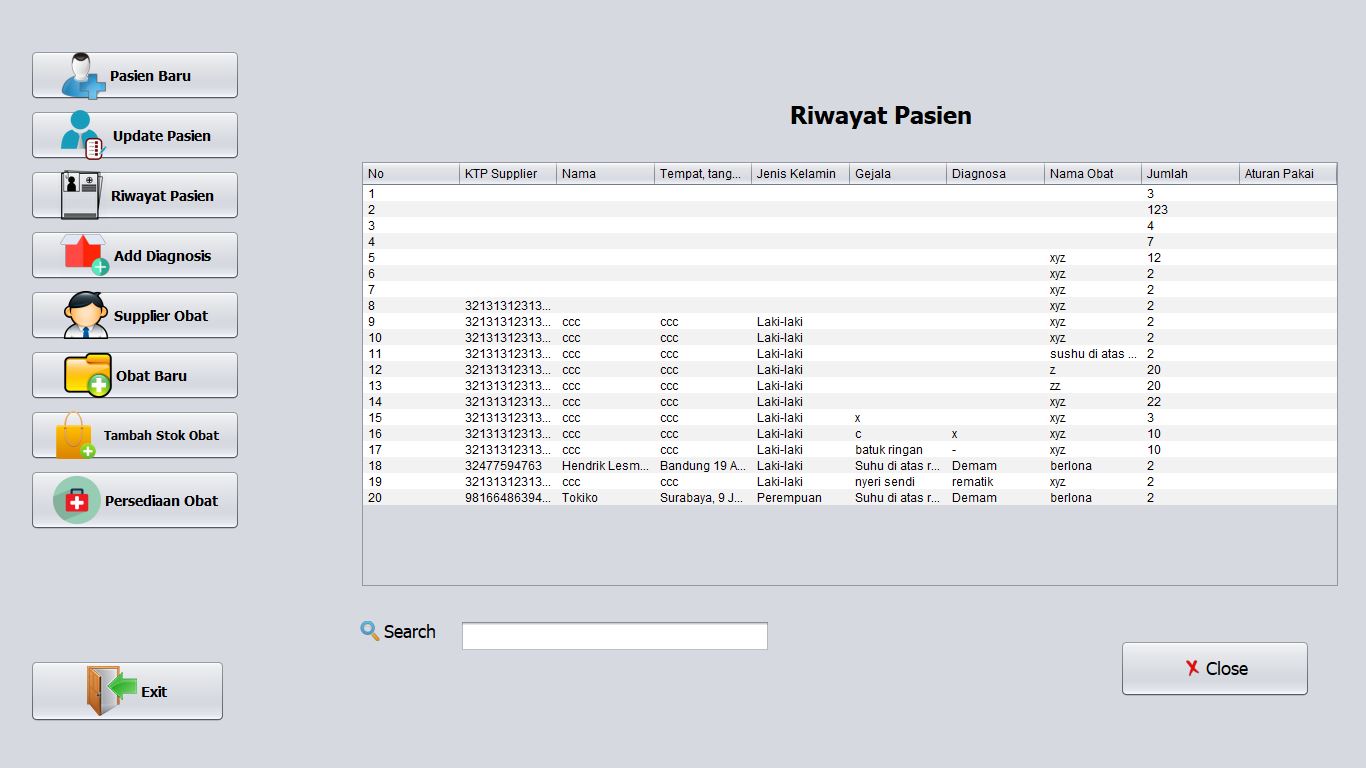 Pasien Baru
Update Pasien
Riwayat Pasien
Add Diagnosis
Supplier Obat
Obat Baru
Tambah Stok Obat
Persediaan Obat
Exit
Riwayat Pasien
No KTP Supplier Nama Tempat, tang... Jenis Kelamin Gejala Diagnosa Nama Obat Jumlah Aturan Pakai
1 3
2 123
3 4
4 7
5 xyz 12
6 xyz 2
7 xyz 2
8 32131312313... xyz 2
9 32131312313... ccc ccc Laki-laki xyz 2
10 32131312313... ccc ccc Laki-laki xyz 2
11 32131312313... ccc ccc Laki-laki sushu di atas ... 2
12 32131312313... ccc ccc Laki-laki z 20
13 32131312313... ccc ccc Laki-laki zz 20
14 32131312313... ccc ccc Laki-laki xyz 22
15 32131312313... ccc ccc Laki-laki x xyz 3
16 32131312313... ccc ccc Laki-laki c x xyz 10
17 32131312313... ccc ccc Laki-laki batuk ringan - xyz 10
18 32477594763 Hendrik Lesm... Bandung 19 A... Laki-laki Suhu di atas r... Demam berlona 2
19 32131312313... ccc ccc Laki-laki nyeri sendi rematik xyz 2
20 98166486394... Tokiko Surabaya, 9 J... Perempuan Suhu di atas r... Demam berlona 2
Search
Close